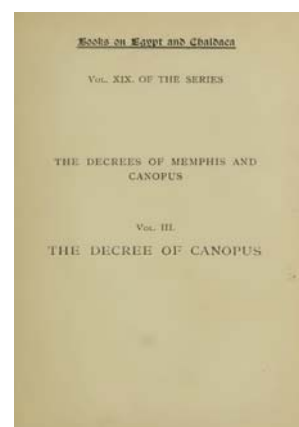 Books on Egypt and Chaldaea
Vol. XIX. OF THE SERIES
THE DECREES OF MEMPHIS AND
CANOPUS
Vol. III.
THE DECREE OF CANOPUS